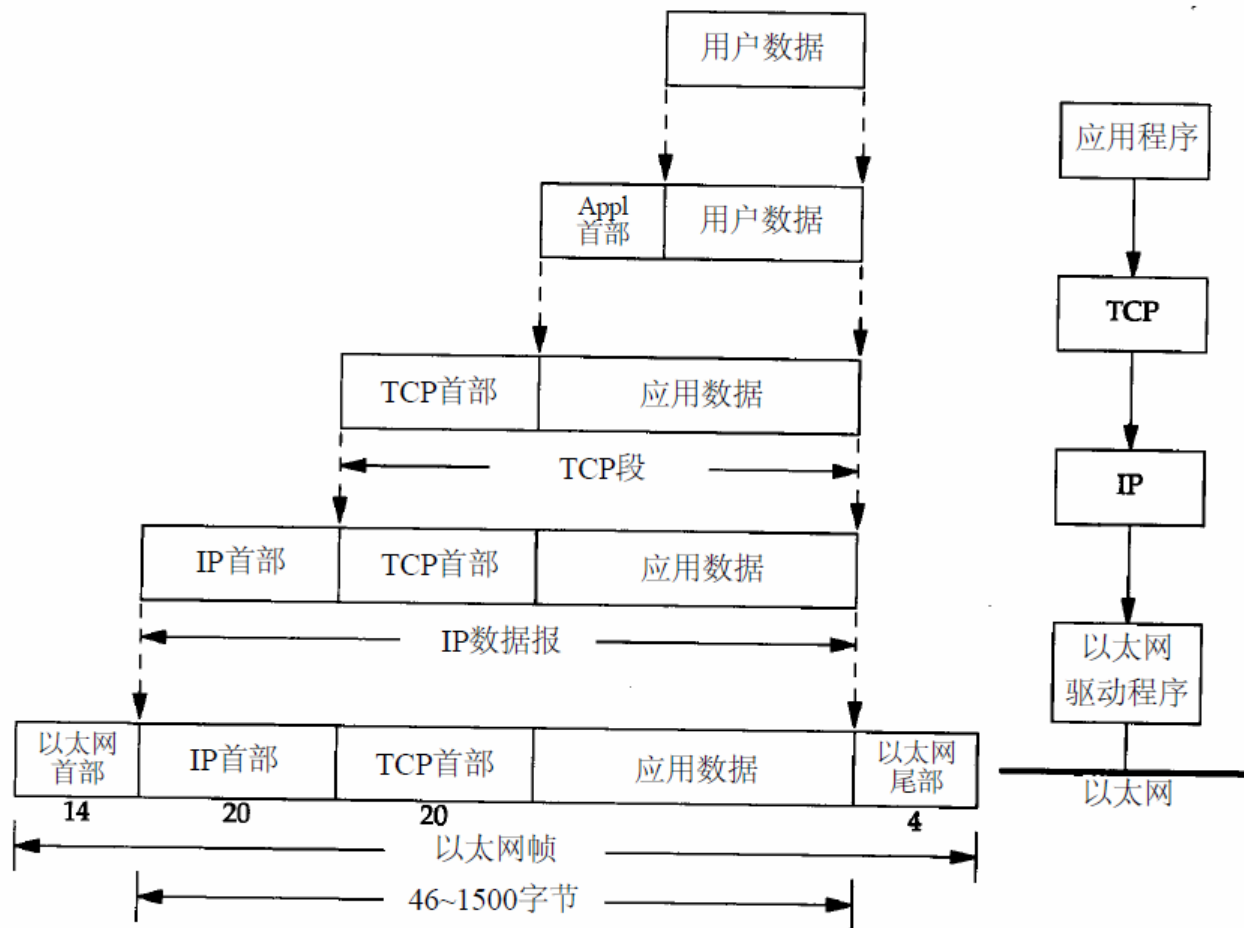 用户数据
应用程序
Appl
首部
用户数据
TCP
TCP首部
应用数据
TCP段
IP
IP首部
TCP首部
应用数据
IP数据报
以太网
驱动程序
以太网
首部
IP首部
TCP首部
应用数据
以太网
尾部
以太网
14
20
20
4
以太网帧
46~1500字节